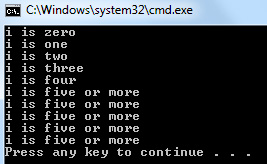 C:\Windows\system32\cmd.exe
i is zero
i is one
i is two
i is three
i is four
i is five or more
i is five or more
i is five or more
i is five or more
i is five or more
Press any key to continue . . .